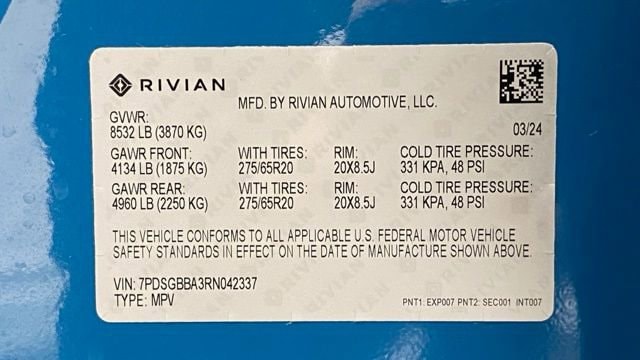 RIVIAN
MFD. BY RIVIAN AUTOMOTIVE, LLC.
GVWR:
8532 LB (3870 KG) 03/24
GAWR FRONT: WITH TIRES: RIM: COLD TIRE PRESSURE:
4134 LB (1875 KG) 275/65R20 20X8.5J 331 KPA, 48 PSI
GAWR REAR: WITH TIRES: RIM: COLD TIRE PRESSURE:
4960 LB (2250 KG) 275/65R20 20X8.5J 331 KPA, 48 PSI
THIS VEHICLE CONFORMS TO ALL APPLICABLE U.S. FEDERAL MOTOR VEHICLE
SAFETY STANDARDS IN EFFECT ON THE DATE OF MANUFACTURE SHOWN ABOVE.
VIN: 7PDSGBBA3RN042337
TYPE: MPV
PNT1: EXP007 PNT2: SEC001 INT007